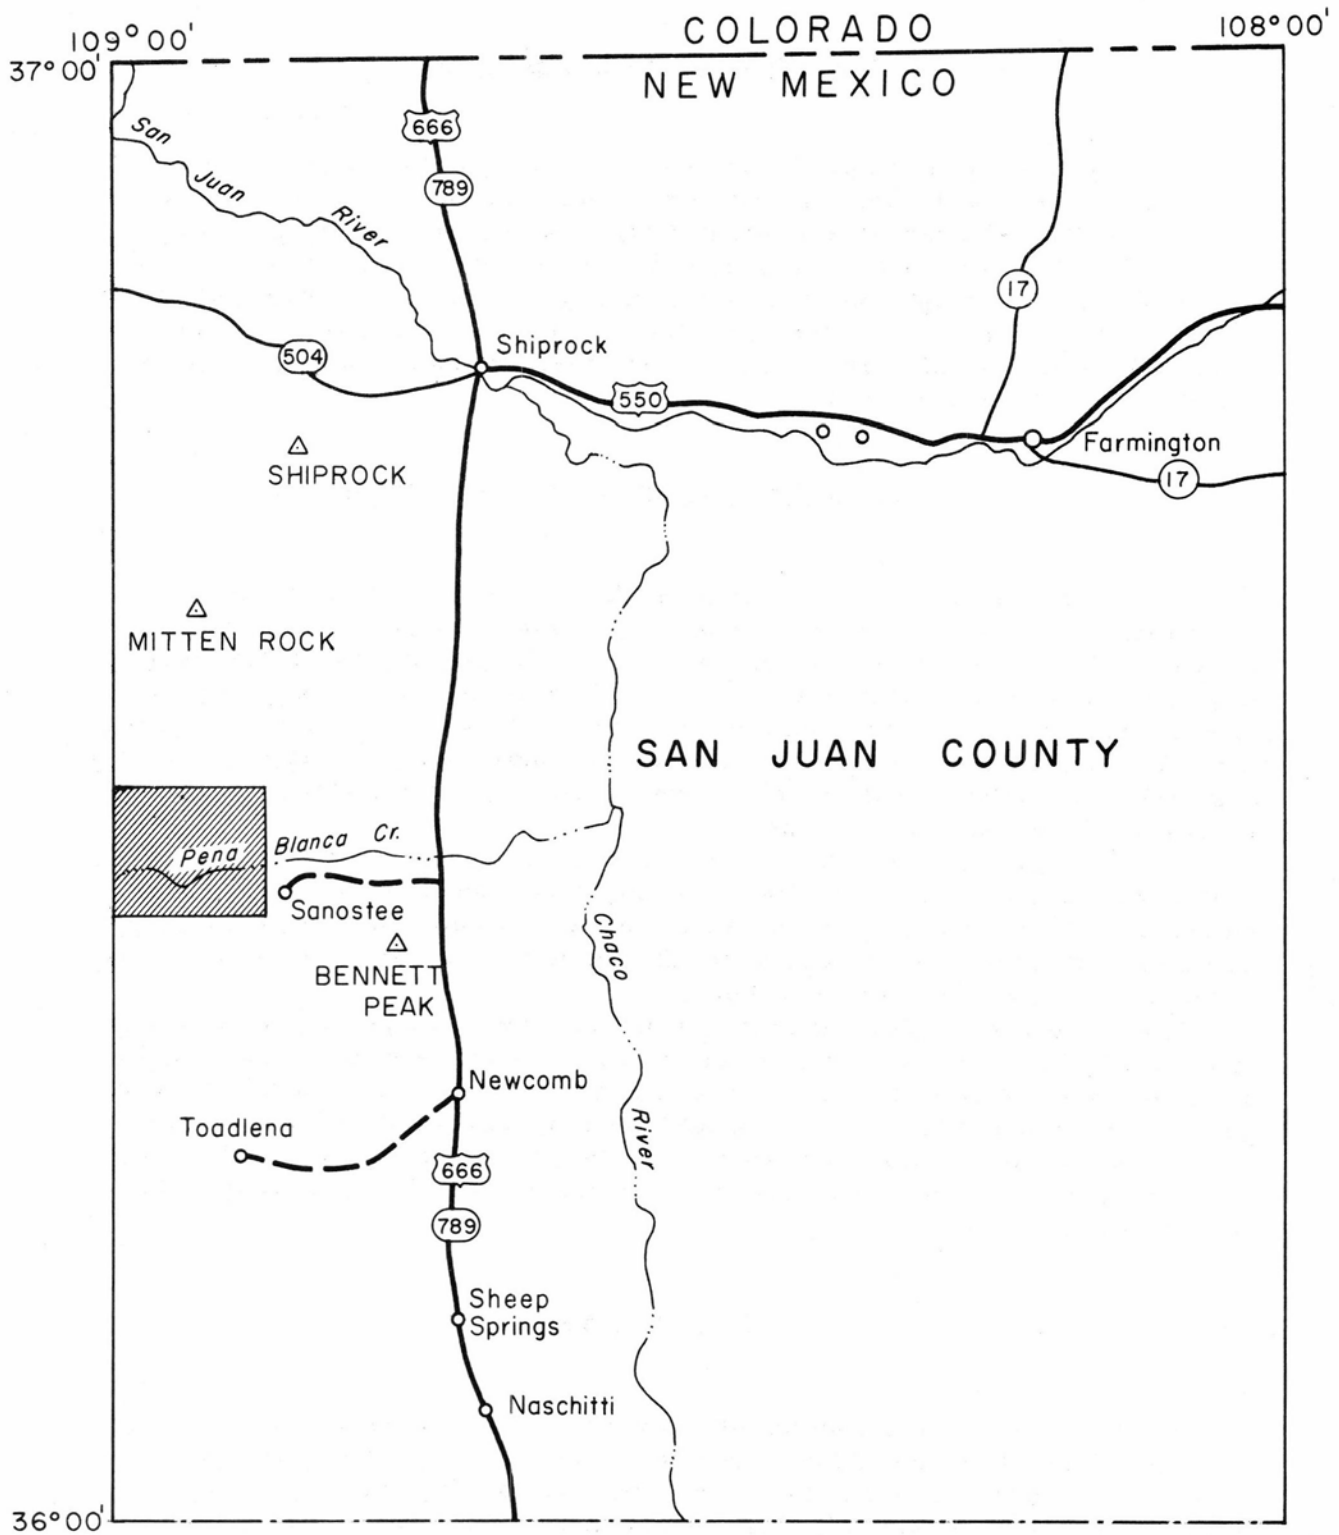 COLORADO
109°00'
108°00'
37°00'
NEW MEXICO
666
San
789
Juan
River
17
504
Shiprock
550
Farmington
17
SHIPROCK
MITTEN ROCK
SAN JUAN COUNTY
Pena Blanca Cr.
Sanostee
Chaco
BENNETT
PEAK
Newcomb
Toadlena
River
666
789
Sheep
Springs
Naschitti
36°00'